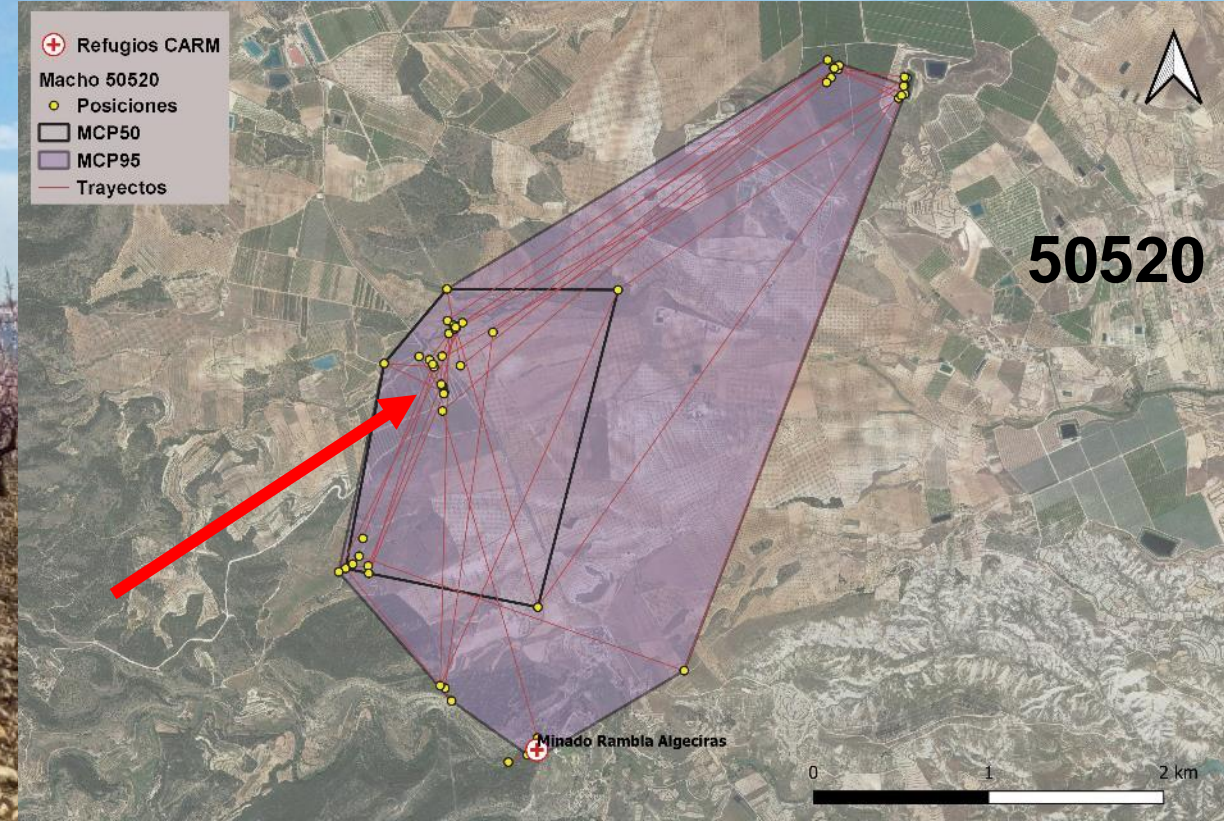 Refugios CARM
Macho 50520
Posiciones
MCP50
MCP95
Trayectos
50520
Minado Rambla Algeciras
0 1 2 km